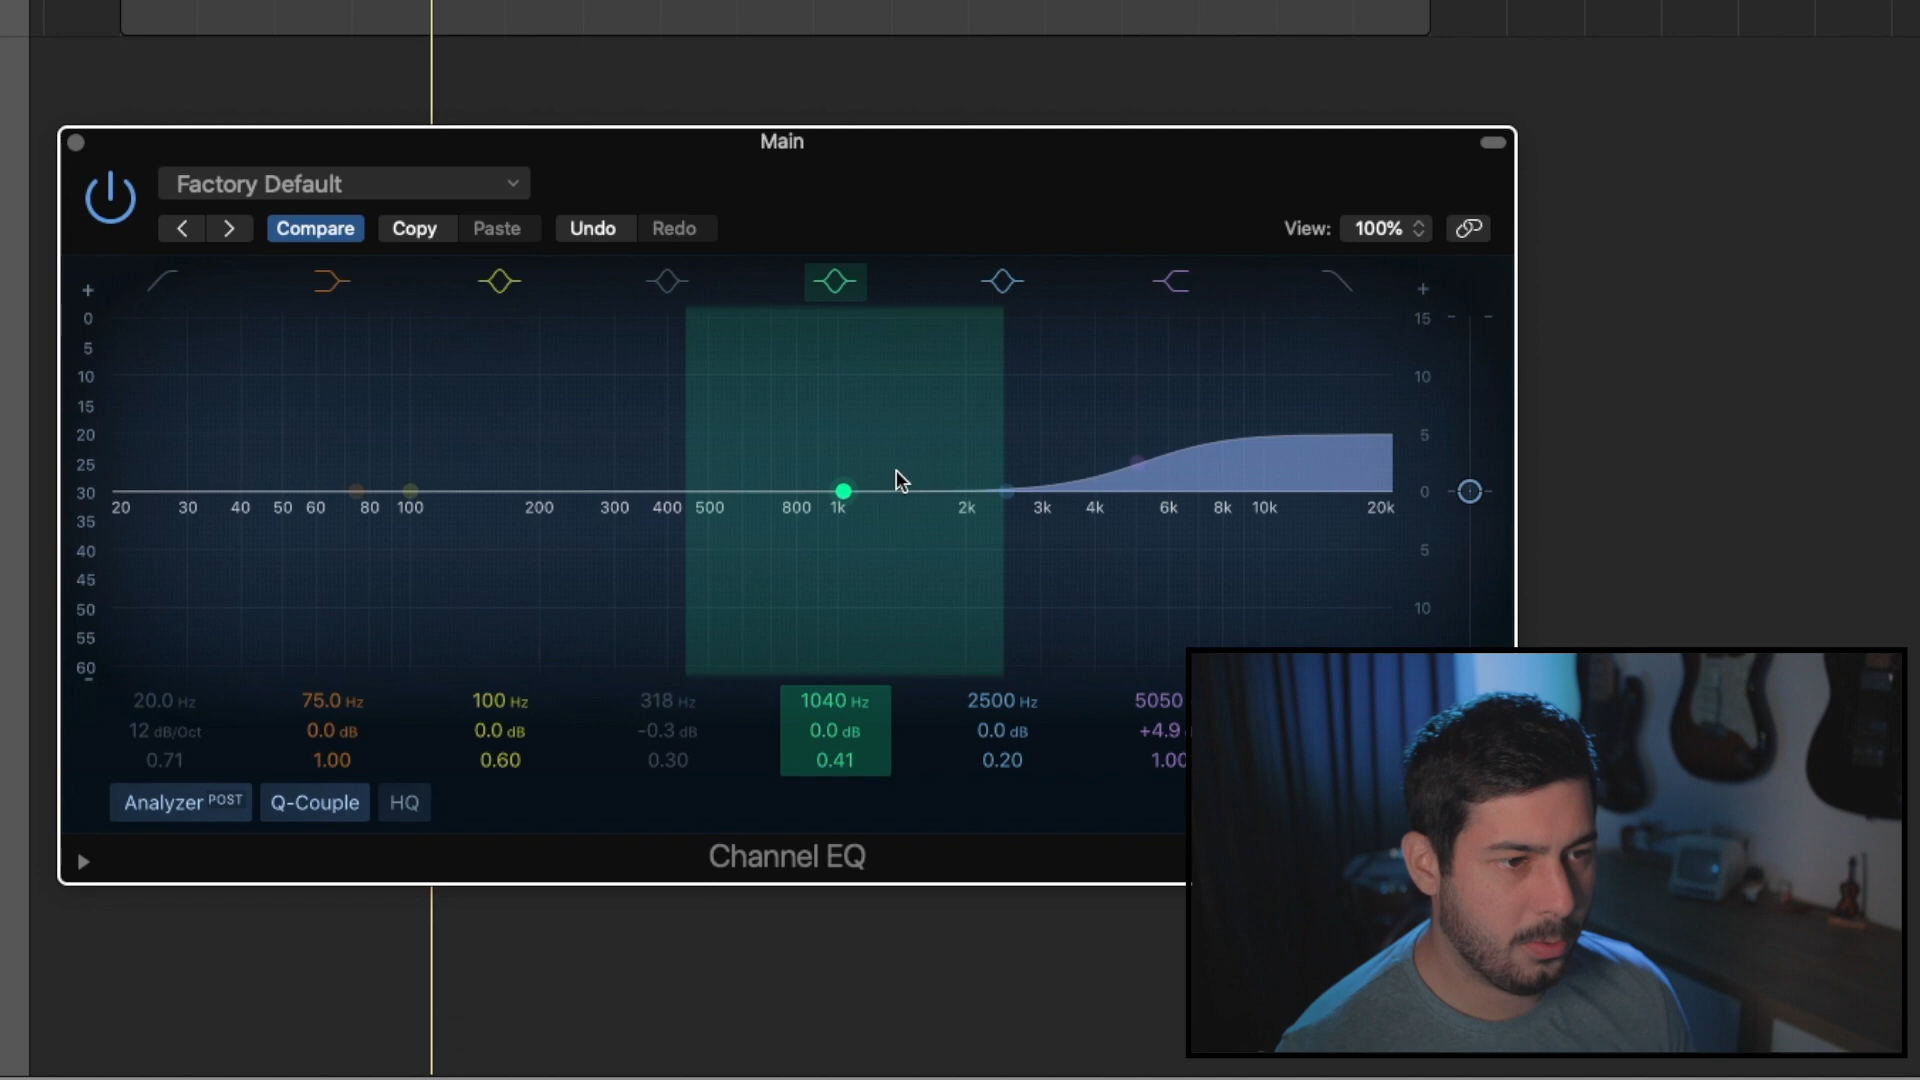 Main
Factory Default
Compare Copy Paste Undo Redo View: 100%
+ +
0 15
5
10 10
15
20 5
25
30 0
20 30 40 50 60 80 100 200 300 400 500 800 1k 2k 3k 4k 6k 8k 10k 20k
35
40 5
45
50 10
55
60
-
20.0 Hz 75.0 Hz 100 Hz 318 Hz 1040 Hz 2500 Hz 5050
12 dB/Oct 0.0 dB 0.0 dB -0.3 dB 0.0 dB 0.0 dB +4.9
0.71 1.00 0.60 0.30 0.41 0.20 1.00
Analyzer POST Q-Couple HQ
Channel EQ